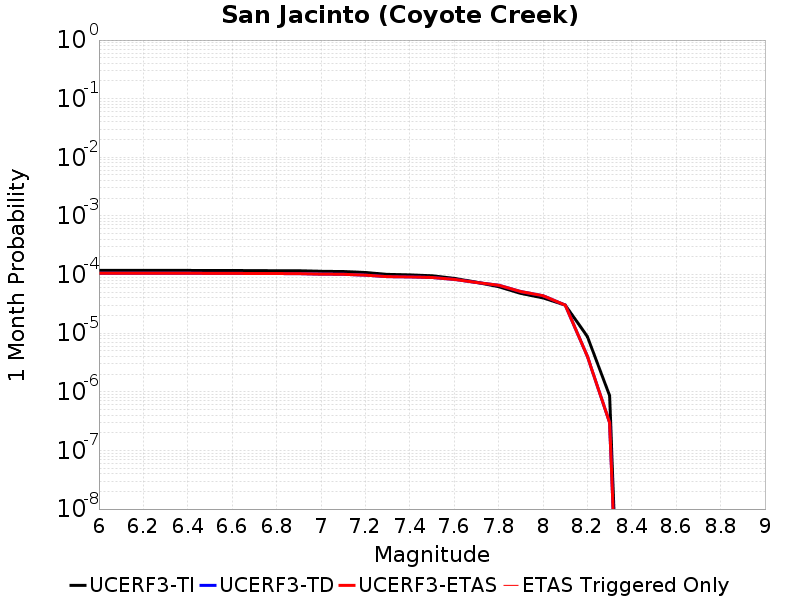 San Jacinto (Coyote Creek)
1 Month Probability
10^0
10^-1
10^-2
10^-3
10^-4
10^-5
10^-6
10^-7
10^-8
6 6.2 6.4 6.6 6.8 7 7.2 7.4 7.6 7.8 8 8.2 8.4 8.6 8.8 9
Magnitude
UCERF3-TI UCERF3-TD UCERF3-ETAS ETAS Triggered Only